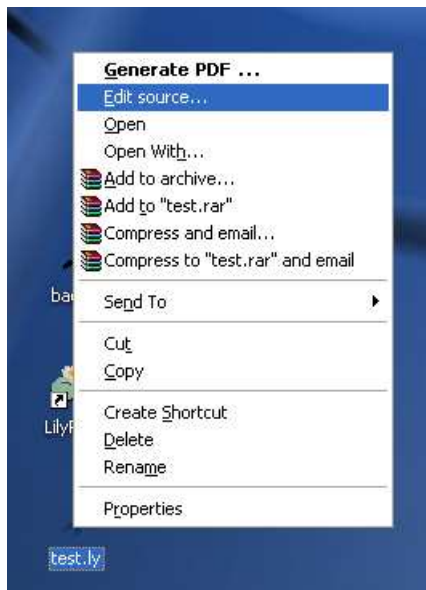 Generate PDF ...
Edit source...
Open
Open With...
Add to archive...
Add to "test.rar"
Compress and email...
Compress to "test.rar" and email
Send To
Cut
Copy
Create Shortcut
Delete
Rename
Properties
test.ly